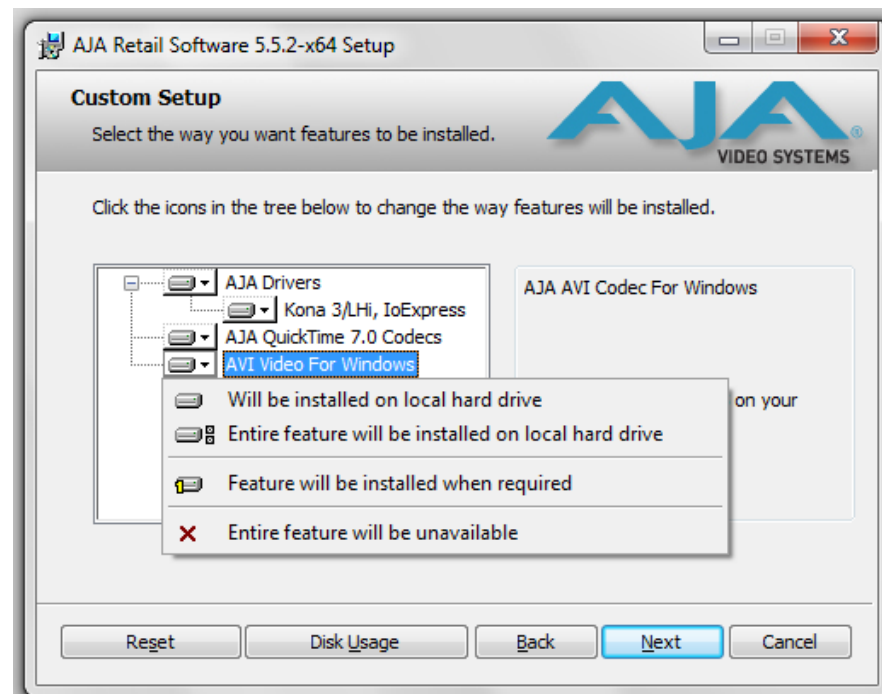 AJA Retail Software 5.5.2-x64 Setup
Custom Setup
Select the way you want features to be installed.
AJA ®
VIDEO SYSTEMS
Click the icons in the tree below to change the way features will be installed.
AJA Drivers
Kona 3/LHi, IoExpress
AJA QuickTime 7.0 Codecs
AVI Video For Windows
AJA AVI Codec For Windows
on your
Will be installed on local hard drive
Entire feature will be installed on local hard drive
Feature will be installed when required
Entire feature will be unavailable
Reset
Disk Usage
Back
Next
Cancel